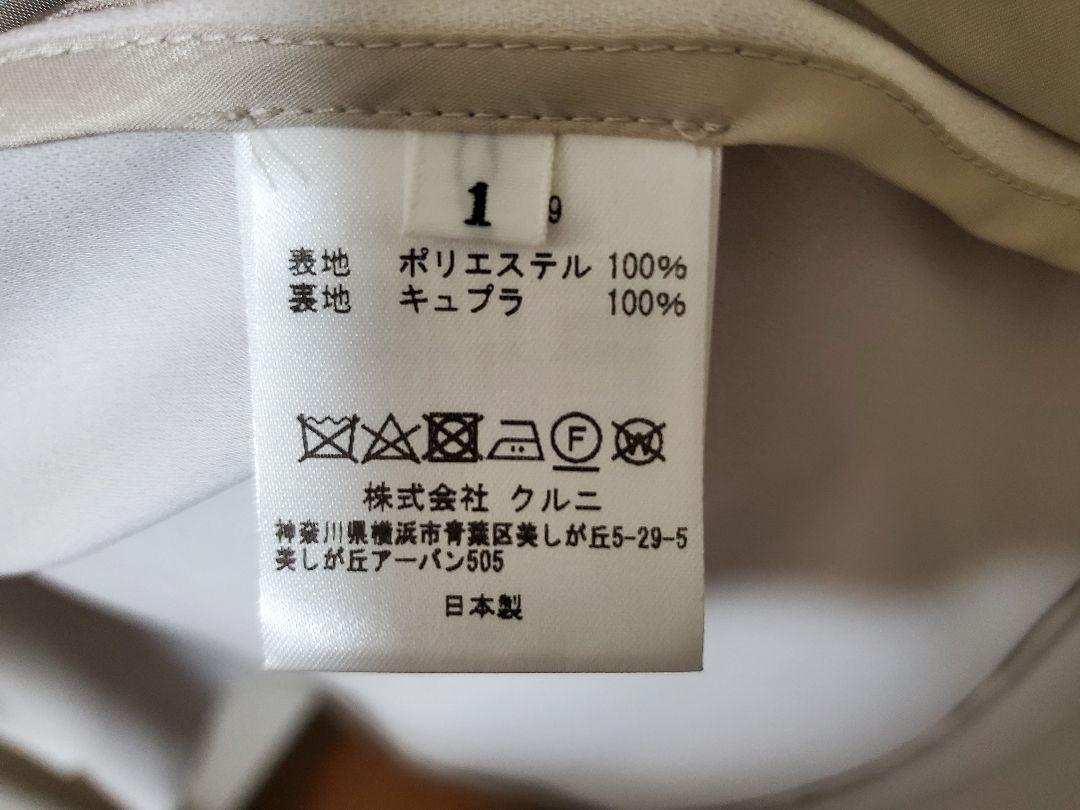 1 9
表地 ポリエステル 100%
裏地 キュプラ 100%
F W
株式会社 クルニ
神奈川県横浜市青葉区美しが丘5-29-5
美しが丘アーバン505
日本製